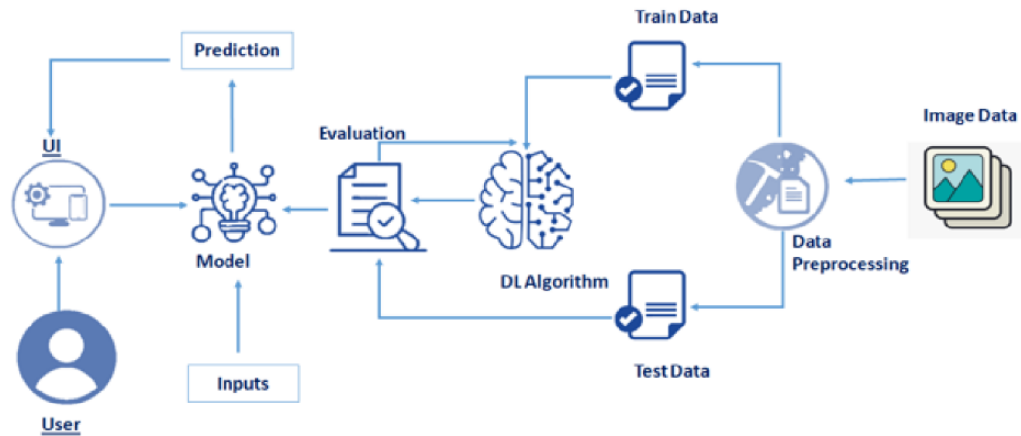 Train Data
Prediction
Image Data
Evaluation
UI
Model
Data
Preprocessing
DL Algorithm
Inputs
Test Data
User